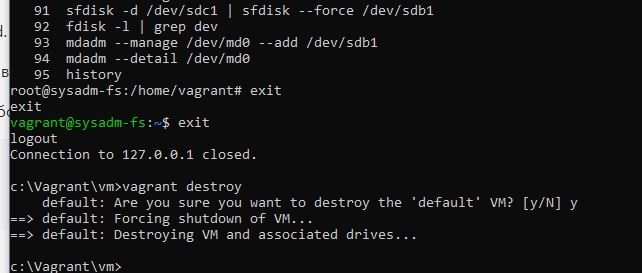 91  sfdisk -d /dev/sdc1 | sfdisk --force /dev/sdb1
92  fdisk -l | grep dev
93  mdadm --manage /dev/md0 --add /dev/sdb1
94  mdadm --detail /dev/md0
95  history
root@sysadm-fs:/home/vagrant# exit
exit
vagrant@sysadm-fs:~$ exit
logout
Connection to 127.0.0.1 closed.
c:\Vagrant\vm>vagrant destroy
default: Are you sure you want to destroy the 'default' VM? [y/N] y
==> default: Forcing shutdown of VM...
==> default: Destroying VM and associated drives...
c:\Vagrant\vm>